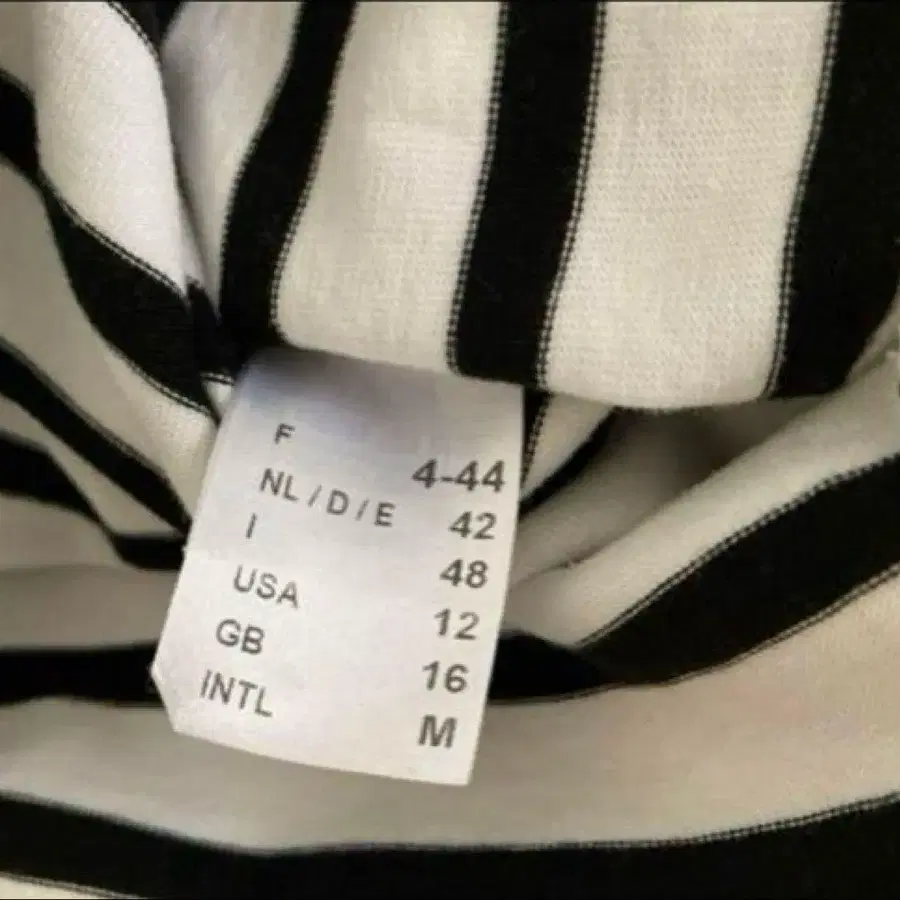 F 4-44
NL / D / E 42
I 48
USA 12
GB 16
INTL M